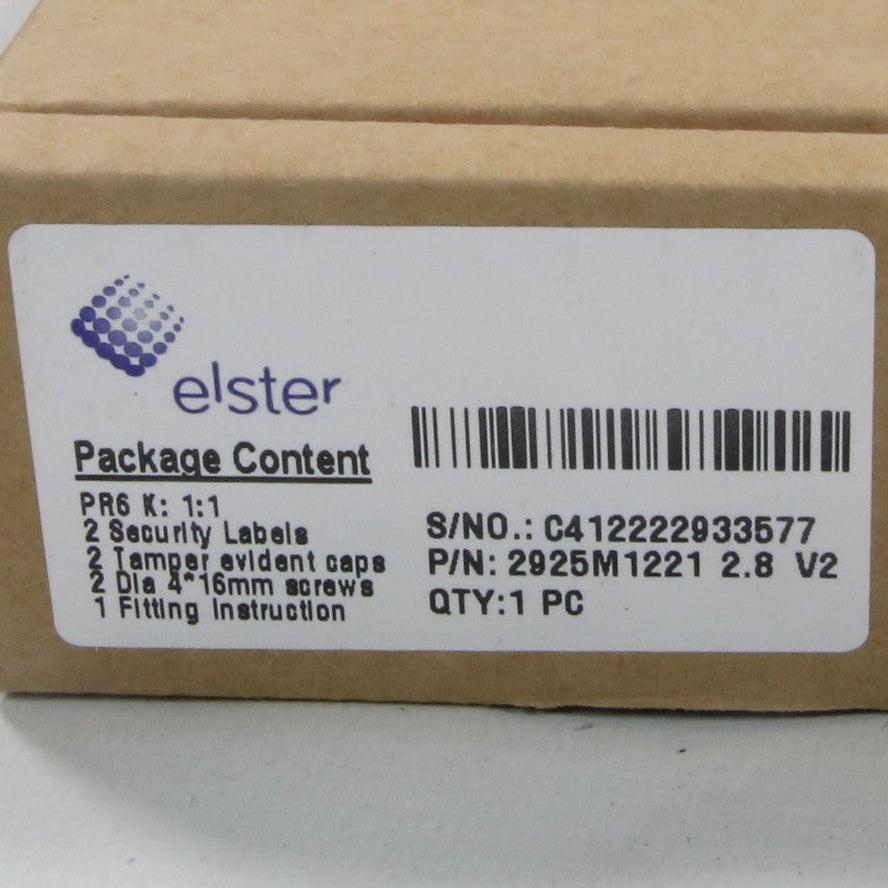 elster
Package Content
PR6 K: 1:1
2 Security Labels
2 Tamper evident caps
2 Dia 4*16mm screws
1 Fitting Instruction
S/NO.: C412222933577
P/N: 2925M1221 2.8 V2
QTY:1 PC